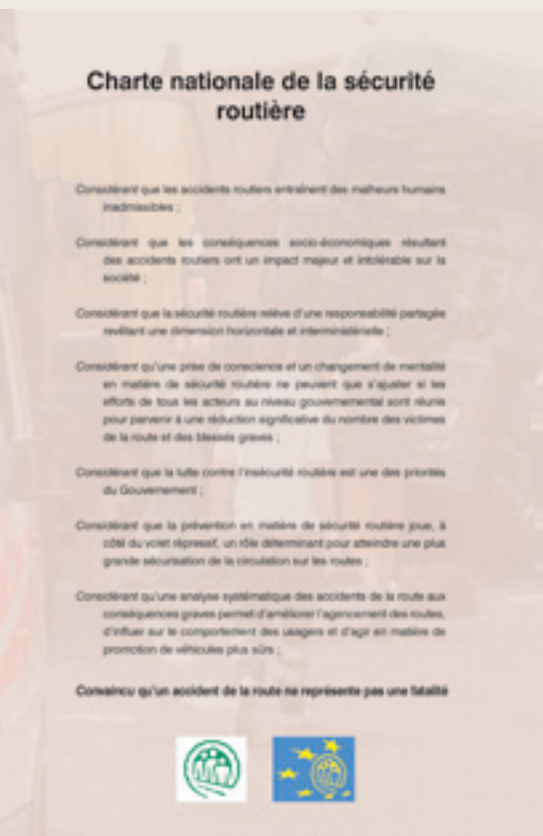 Charte nationale de la sécurité
routière
Considérant que les accidents routiers entraînent des malheurs humains
inadmissibles ;
Considérant que les conséquences socio-économiques résultant
des accidents routiers ont un impact majeur et intolérable sur la
société ;
Considérant que la sécurité routière relève d'une responsabilité partagée
revêtant une dimension horizontale et interministérielle ;
Considérant qu'une prise de conscience et un changement de mentalité
en matière de sécurité routière ne peuvent que s'ajuster si les
efforts de tous les acteurs au niveau gouvernemental sont réunis
pour parvenir à une réduction significative du nombre des victimes
de la route et des blessés graves ;
Considérant que la lutte contre l'insécurité routière est une des priorités
du Gouvernement ;
Considérant que la prévention en matière de sécurité routière joue, à
côté du volet répressif, un rôle déterminant pour atteindre une plus
grande sécurisation de la circulation sur les routes ;
Considérant qu'une analyse systématique des accidents de la route aux
conséquences graves permet d'améliorer l'agencement des routes,
d'influer sur le comportement des usagers et d'agir en matière de
promotion de véhicules plus sûrs ;
Convaincu qu'un accident de la route ne représente pas une fatalité